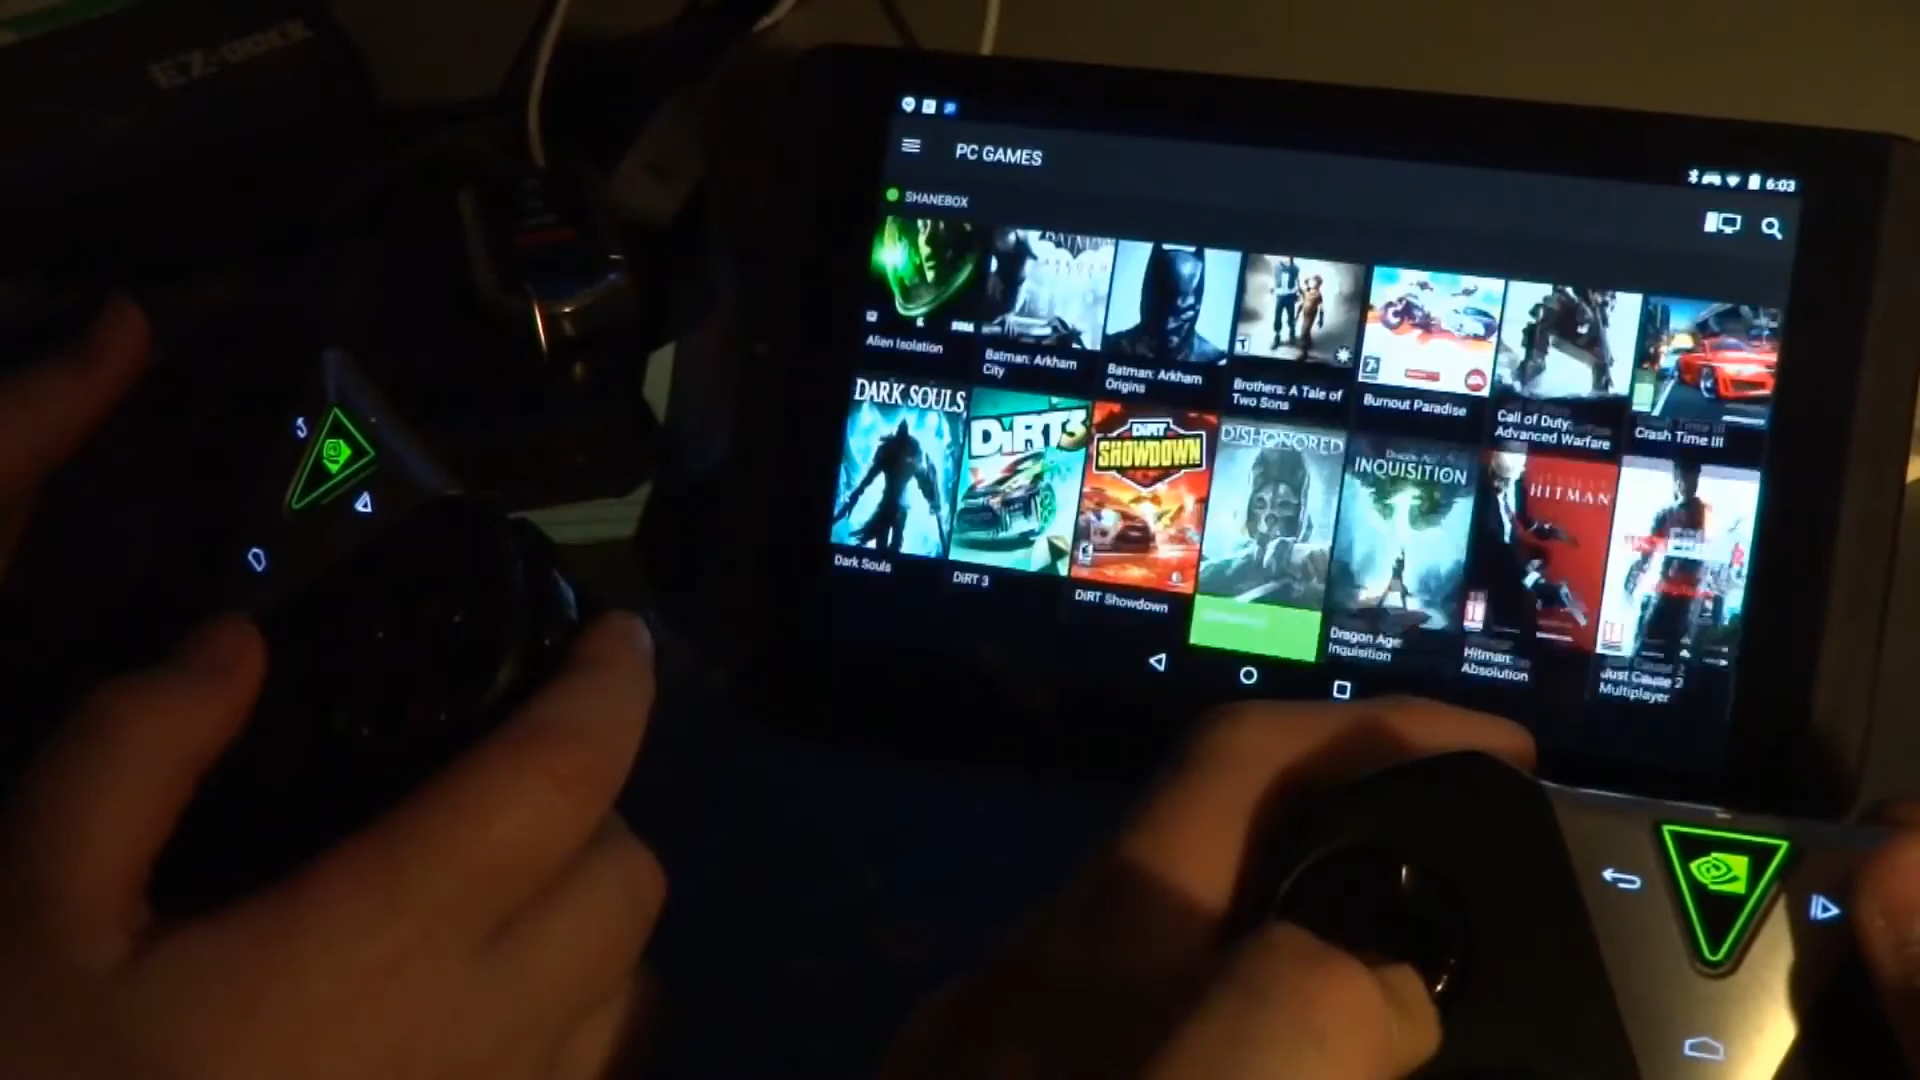 EZ-DOCK
PC GAMES
6:03
SHANEBOX
Alien Isolation
Batman: Arkham
City
Batman: Arkham
Origins
Brothers: A Tale of
Two Sons
Burnout Paradise
Call of Duty:
Advanced Warfare
Crash Time III
DARK SOULS
DiRT3
DiRT
SHOWDOWN
DISHONORED
INQUISITION
HITMAN
Dark Souls
DiRT 3
DiRT Showdown
Dragon Age:
Inquisition
Hitman:
Absolution
Just Cause 2
Multiplayer